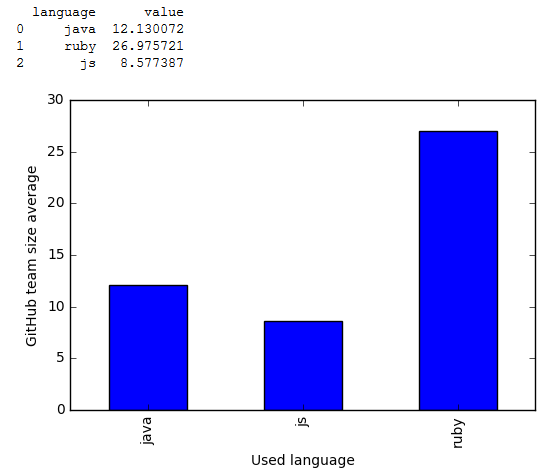 language value
0 java 12.130072
1 ruby 26.975721
2 js 8.577387
30
25
20
15
10
5
0
GitHub team size average
java
js
ruby
Used language